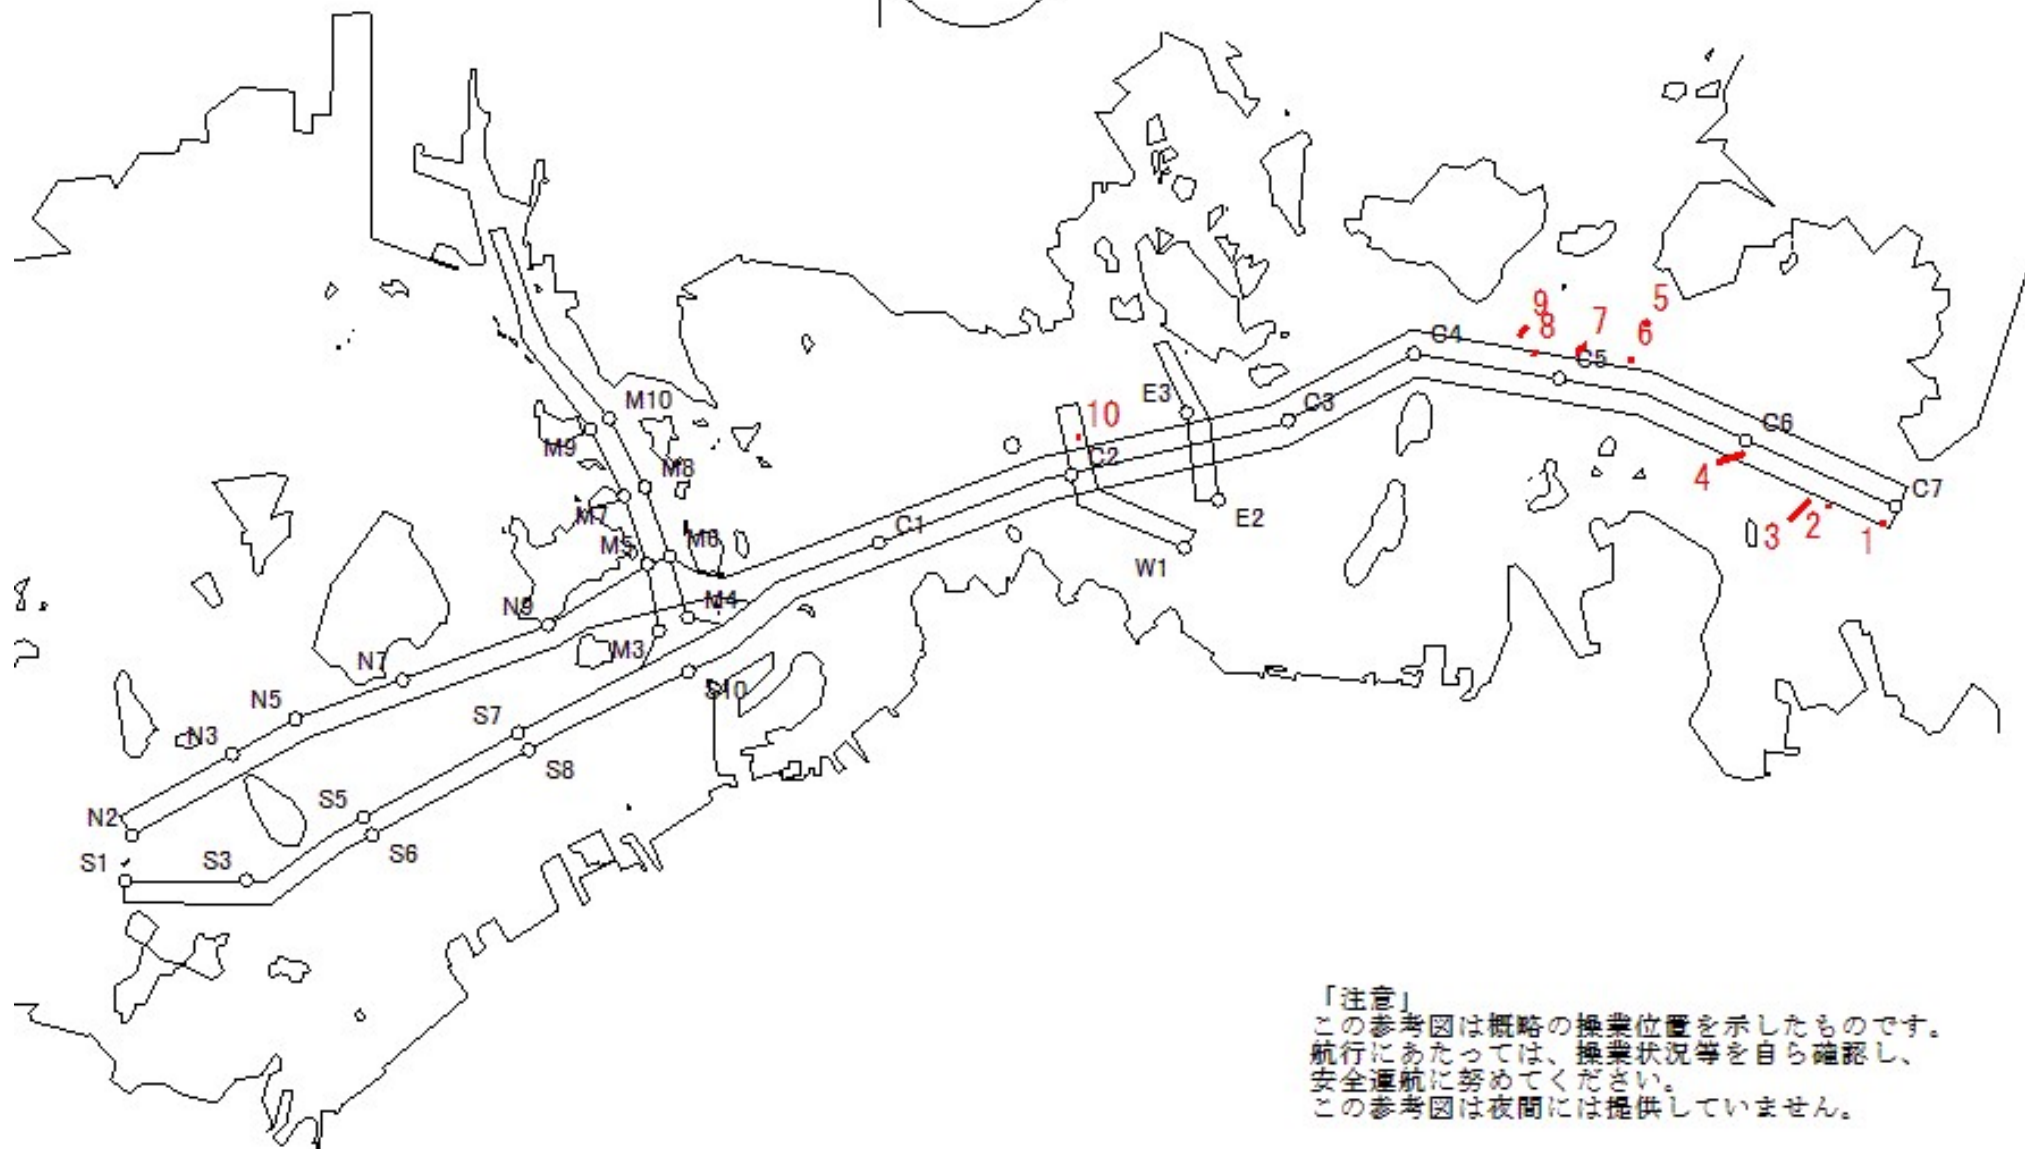 9
5
8
7
6
C4
C5
M10
E3
10
C3
C6
M9
C2
M8
4
C7
M7
E2
2
3
1
M5
M6
C1
W1
N9
M4
M3
N7
S10
N5
S7
N3
S8
S5
N2
S6
S1
S3
「注意」
この参考図は概略の操業位置を示したものです。
航行にあたっては、操業状況等を自ら確認し、
安全運航に努めてください。
この参考図は夜間には提供していません。